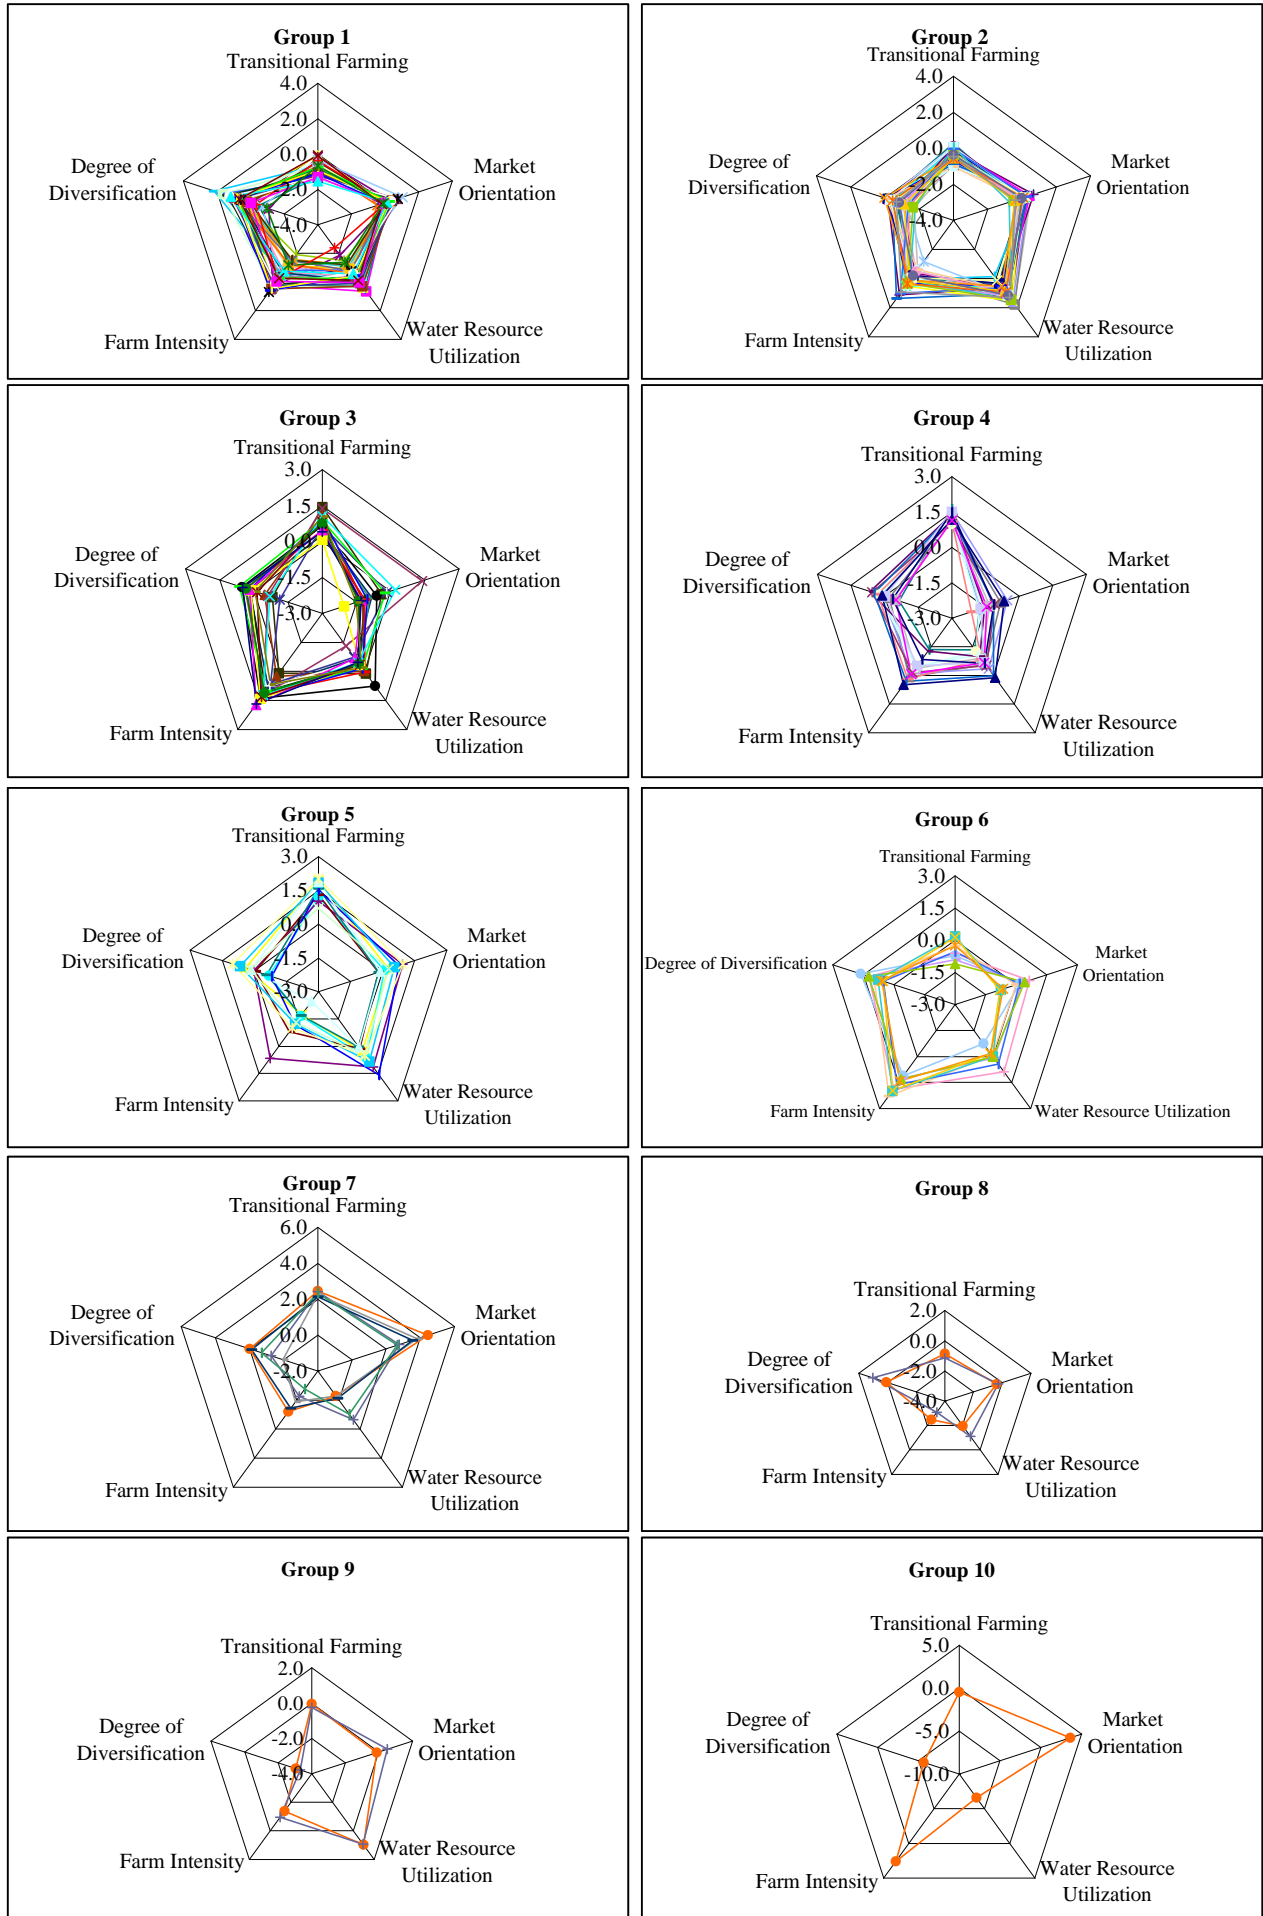 Group 1
Transitional Farming
4.0
2.0
0.0
-2.0
-4.0
Market
Orientation
Water Resource
Utilization
Farm Intensity
Degree of
Diversification
Group 2
Transitional Farming
4.0
2.0
0.0
-2.0
-4.0
Market
Orientation
Water Resource
Utilization
Farm Intensity
Degree of
Diversification
Group 3
Transitional Farming
3.0
1.5
0.0
-1.5
-3.0
Market
Orientation
Water Resource
Utilization
Farm Intensity
Degree of
Diversification
Group 4
Transitional Farming
3.0
1.5
0.0
-1.5
-3.0
Market
Orientation
Water Resource
Utilization
Farm Intensity
Degree of
Diversification
Group 5
Transitional Farming
3.0
1.5
0.0
-1.5
-3.0
Market
Orientation
Water Resource
Utilization
Farm Intensity
Degree of
Diversification
Group 6
Transitional Farming
3.0
1.5
0.0
-1.5
-3.0
Market
Orientation
Water Resource Utilization
Farm Intensity
Degree of Diversification
Group 7
Transitional Farming
6.0
4.0
2.0
0.0
-2.0
Market
Orientation
Water Resource
Utilization
Farm Intensity
Degree of
Diversification
Group 8
Transitional Farming
2.0
0.0
-2.0
-4.0
Market
Orientation
Water Resource
Utilization
Farm Intensity
Degree of
Diversification
Group 9
Transitional Farming
2.0
0.0
-2.0
-4.0
Market
Orientation
Water Resource
Utilization
Farm Intensity
Degree of
Diversification
Group 10
Transitional Farming
5.0
0.0
-5.0
-10.0
Market
Orientation
Water Resource
Utilization
Farm Intensity
Degree of
Diversification